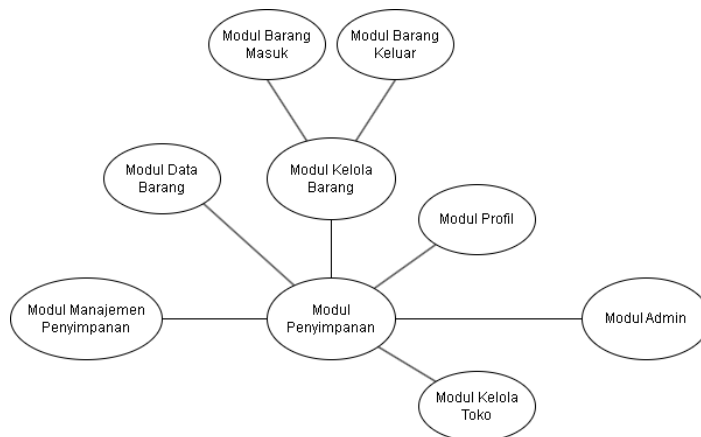 Modul Barang
Masuk
Modul Barang
Keluar
Modul Data
Barang
Modul Kelola
Barang
Modul Profil
Modul Manajemen
Penyimpanan
Modul
Penyimpanan
Modul Admin
Modul Kelola
Toko